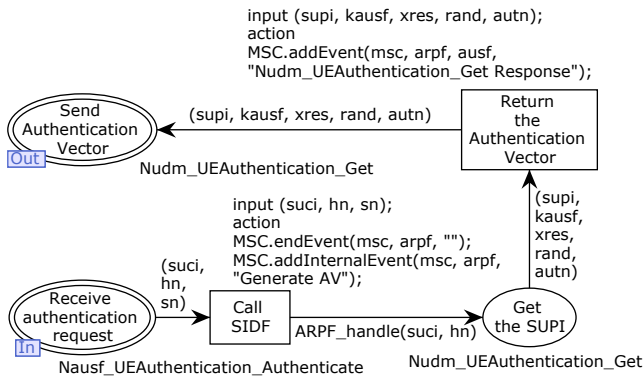 input (supi, kausf, xres, rand, autn);
action
MSC.addEvent(msc, arpf, ausf,
"Nudm_UEAuthentication_Get Response");
Send
Authentication
Vector
Out
(supi, kausf, xres, rand, autn)
Return
the
Authentication
Vector
Nudm_UEAuthentication_Get
(supi,
kausf,
xres,
rand,
autn)
input (suci, hn, sn);
action
MSC.endEvent(msc, arpf, "");
MSC.addInternalEvent(msc, arpf,
"Generate AV");
(suci,
hn,
sn)
Receive
authentication
request
In
Call
SIDF
ARPF_handle(suci, hn)
Get
the SUPI
Nausf_UEAuthentication_Authenticate
Nudm_UEAuthentication_Get